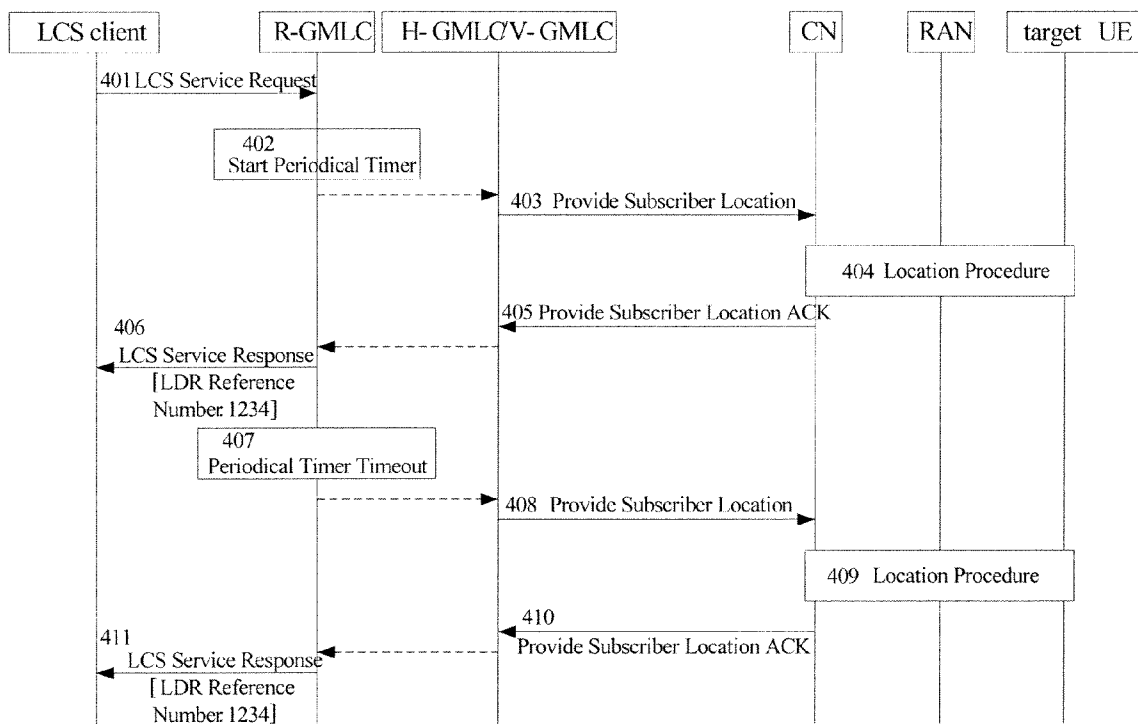 LCS client
R-GMLC
H- GMLC/V- GMLC
CN
RAN
target UE
401 LCS Service Request
402
Start Periodical Timer
403 Provide Subscriber Location
404 Location Procedure
405 Provide Subscriber Location ACK
406
LCS Service Response
[LDR Reference
Number: 1234]
407
Periodical Timer Timeout
408 Provide Subscriber Location
409 Location Procedure
410
Provide Subscriber Location ACK
411
LCS Service Response
[ LDR Reference
Number: 1234]